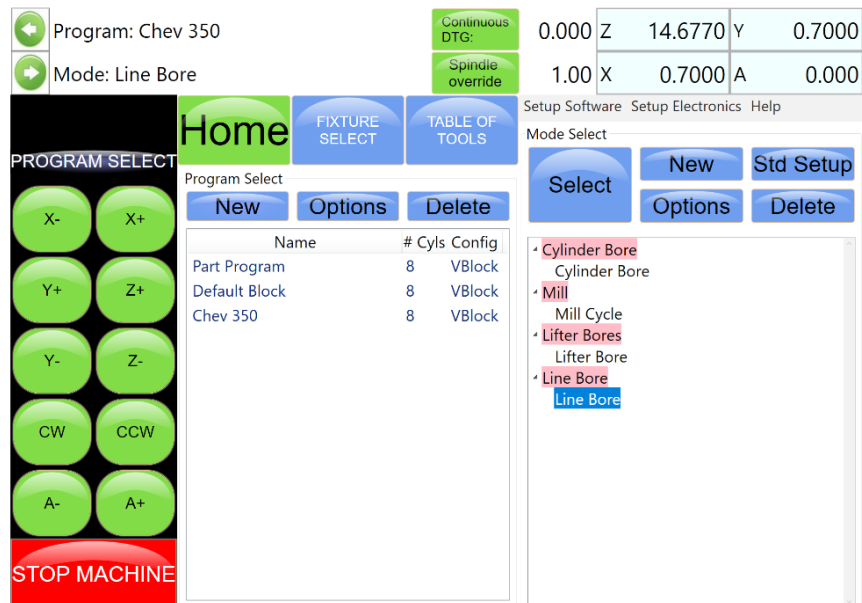 Program: Chev 350
Mode: Line Bore
Continuous
DTG:
0.000 Z 14.6770 Y 0.7000
Spindle
override
1.00 X 0.7000 A 0.000
PROGRAM SELECT
X- X+
Y+ Z+
Y- Z-
CW CCW
A- A+
STOP MACHINE
Home
FIXTURE
SELECT
TABLE OF
TOOLS
Program Select
New Options Delete
Name # Cyls Config
Part Program 8 VBlock
Default Block 8 VBlock
Chev 350 8 VBlock
Setup Software Setup Electronics Help
Mode Select
Select
New Std Setup
Options Delete
Cylinder Bore
Cylinder Bore
Mill
Mill Cycle
Lifter Bores
Lifter Bore
Line Bore
Line Bore